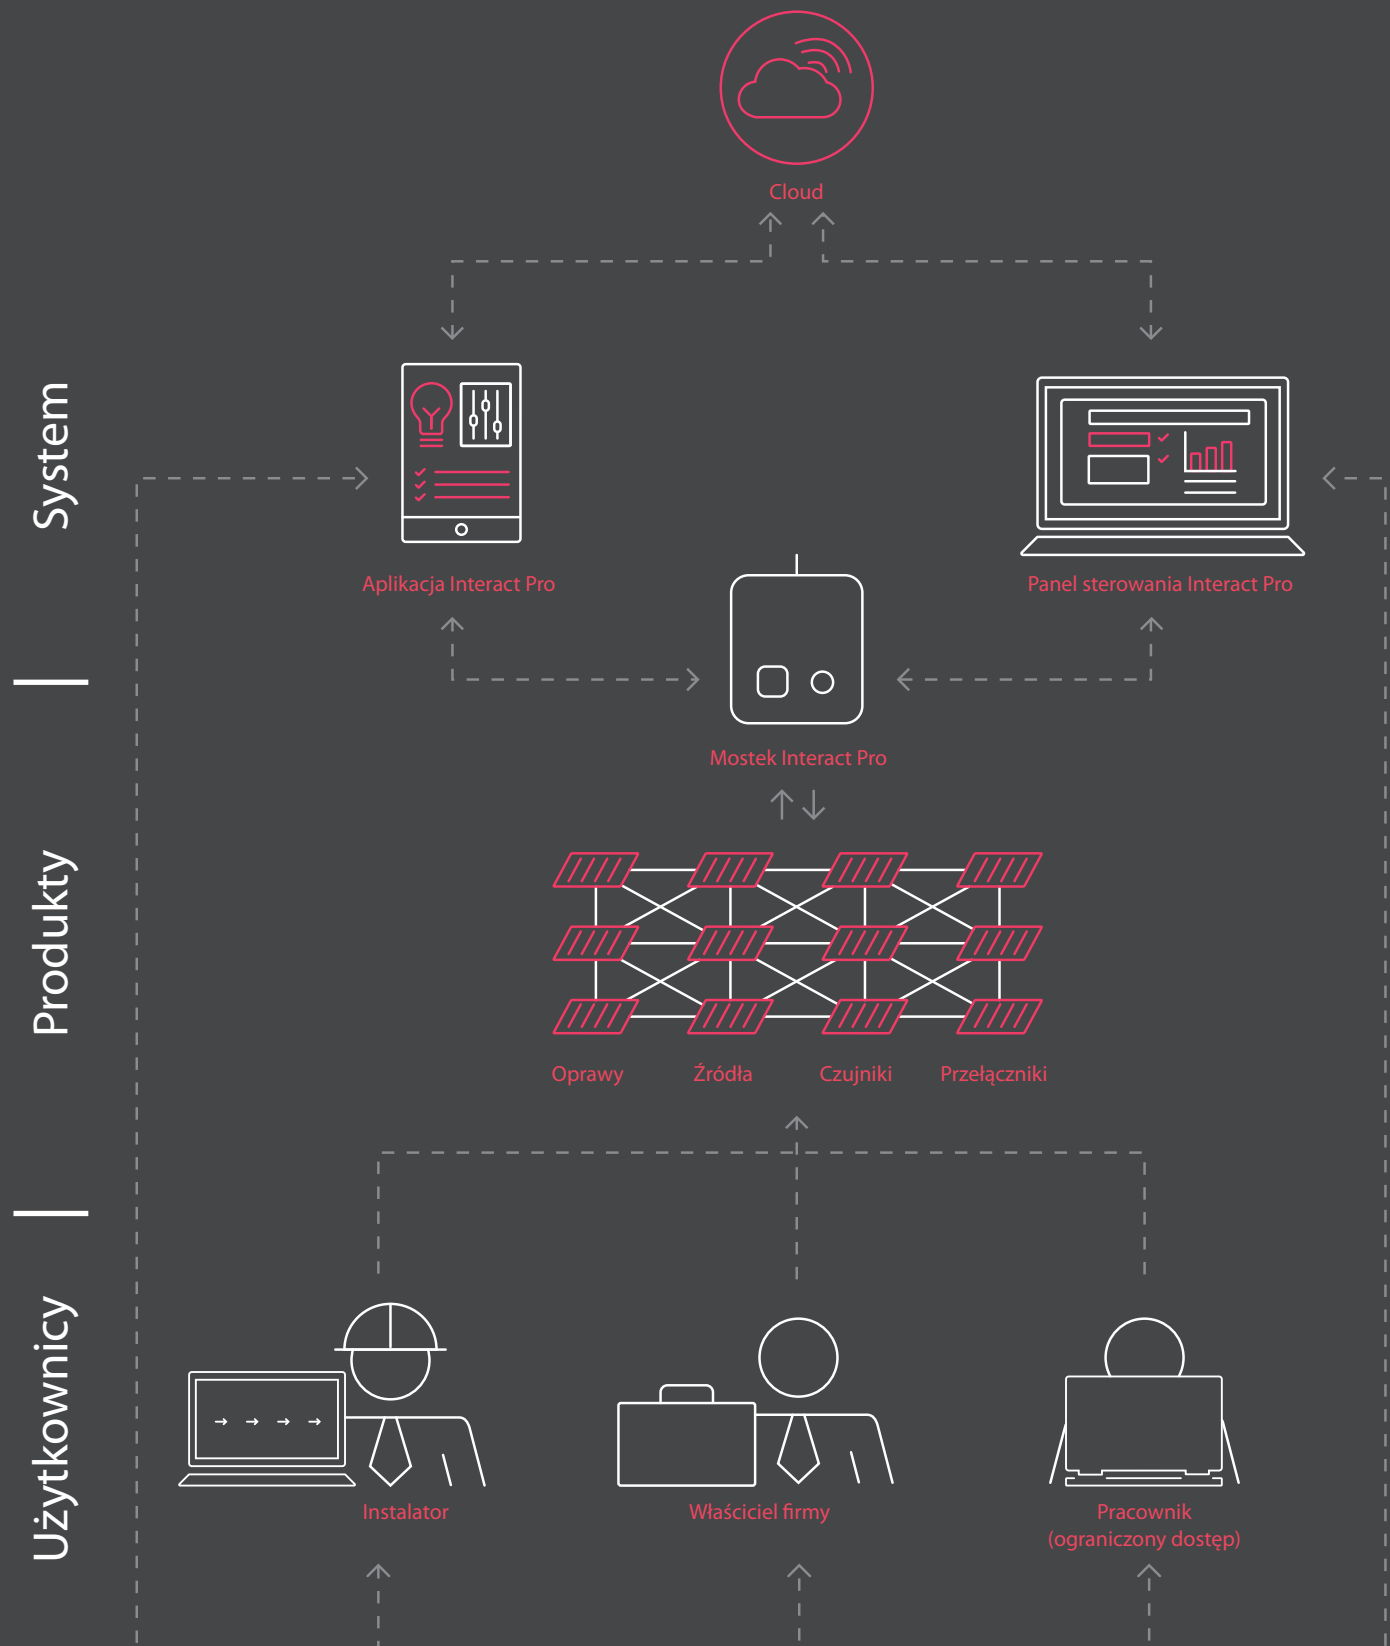 Cloud
System
Aplikacja Interact Pro
Panel sterowania Interact Pro
Mostek Interact Pro
Produkty
Oprawy
Źródła
Czujniki
Przełączniki
Użytkownicy
Instalator
Właściciel firmy
Pracownik
(ograniczony dostęp)